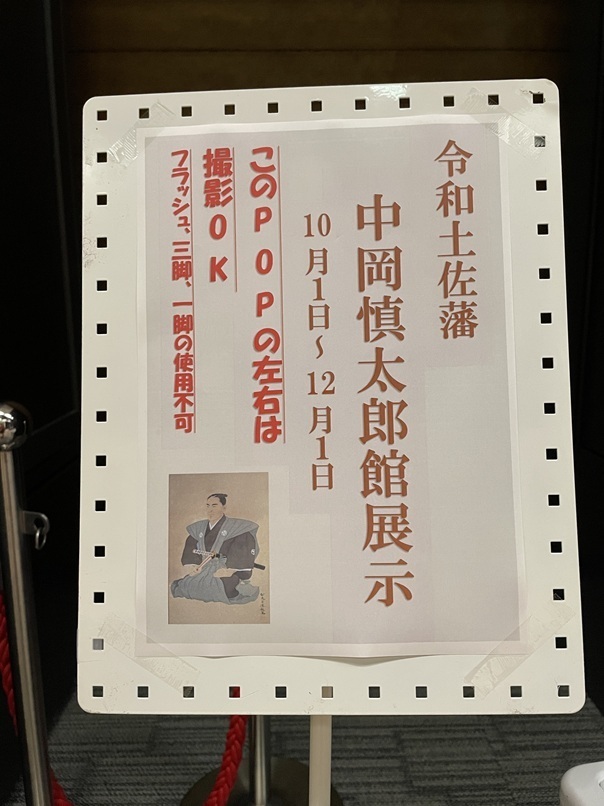 令和土佐藩
中岡慎太郎館展示
10月1日～12月1日
このPOPの左右は
撮影OK
フラッシュ、三脚、一脚の使用不可